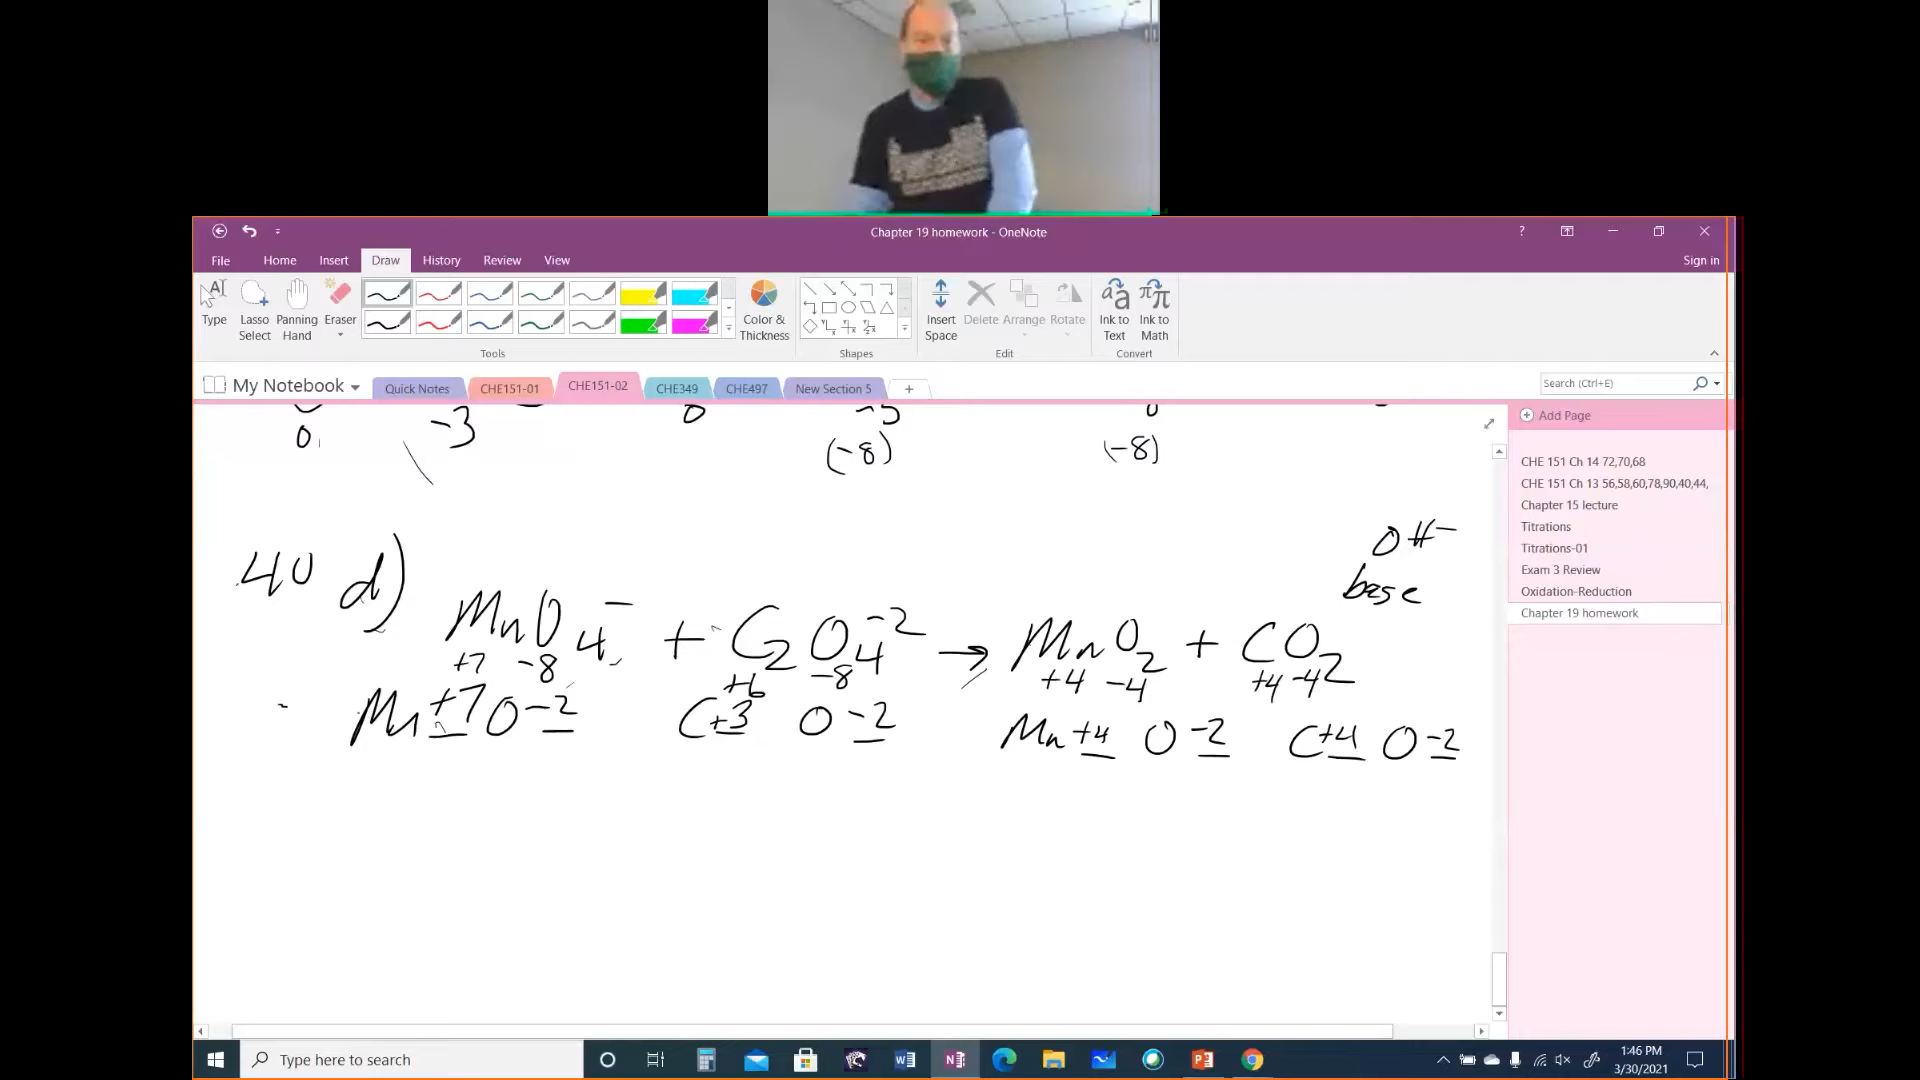 Chapter 19 homework - OneNote
?
File Home Insert Draw History Review View
Sign in
Type
Lasso Select
Panning Hand
Eraser
Color & Thickness
Insert Space
Delete
Arrange
Rotate
Ink to Text
Ink to Math
Tools
Shapes
Edit
Convert
My Notebook
Quick Notes
CHE151-01
CHE151-02
CHE349
CHE497
New Section 5
+
Search (Ctrl+E)
Add Page
CHE 151 Ch 14 72,70,68
CHE 151 Ch 13 56,58,60,78,90,40,44,
Chapter 15 lecture
Titrations
Titrations-01
Exam 3 Review
Oxidation-Reduction
Chapter 19 homework
0 -3
(-8) (-8)
OH-
base
40 d)
MnO4- + C2O4-2 → MnO2 + CO2
+7 -8 +6 -8 +4 -4 +4 -4
Mn+7 O-2 C+3 O-2 Mn+4 O-2 C+4 O-2
Type here to search
1:46 PM
3/30/2021